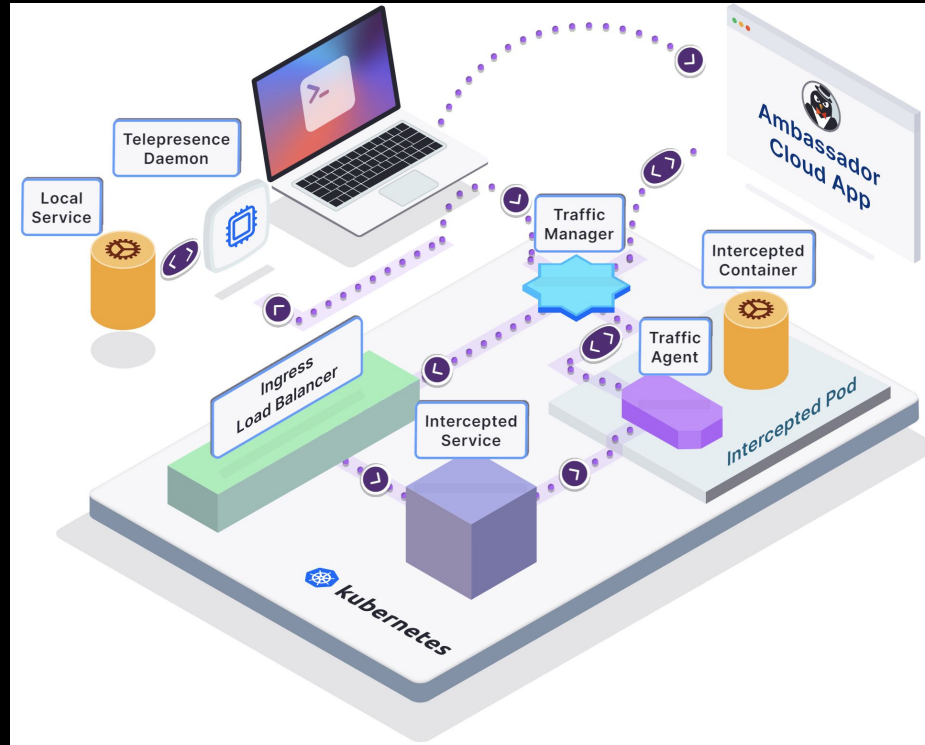 Ambassador
Cloud App
Telepresence
Daemon
Local
Service
Traffic
Manager
Intercepted
Container
Traffic
Agent
Ingress
Load Balancer
Intercepted
Service
Intercepted Pod
kubernetes